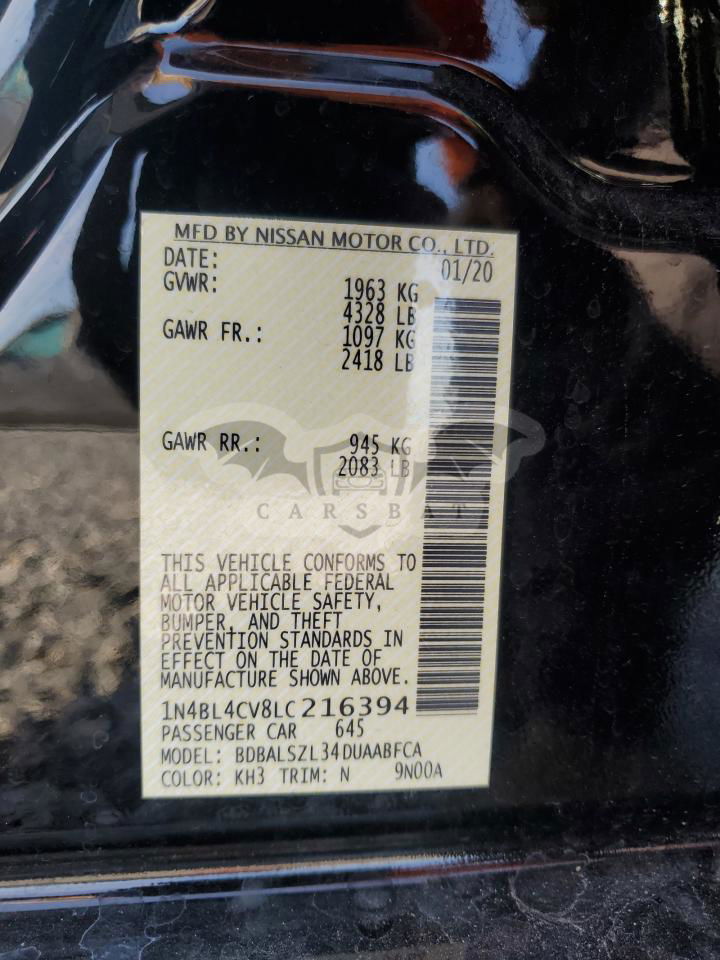 MFD BY NISSAN MOTOR CO., LTD.
DATE: 01/20
GVWR: 1963 KG
4328 LB
GAWR FR.: 1097 KG
2418 LB
GAWR RR.: 945 KG
2083 LB
CARSBAT
THIS VEHICLE CONFORMS TO
ALL APPLICABLE FEDERAL
MOTOR VEHICLE SAFETY,
BUMPER, AND THEFT
PREVENTION STANDARDS IN
EFFECT ON THE DATE OF
MANUFACTURE SHOWN ABOVE.
1N4BL4CV8LC216394
PASSENGER CAR 645
MODEL: BDBALSZL34DUAABFCA
COLOR: KH3 TRIM: N 9N00A